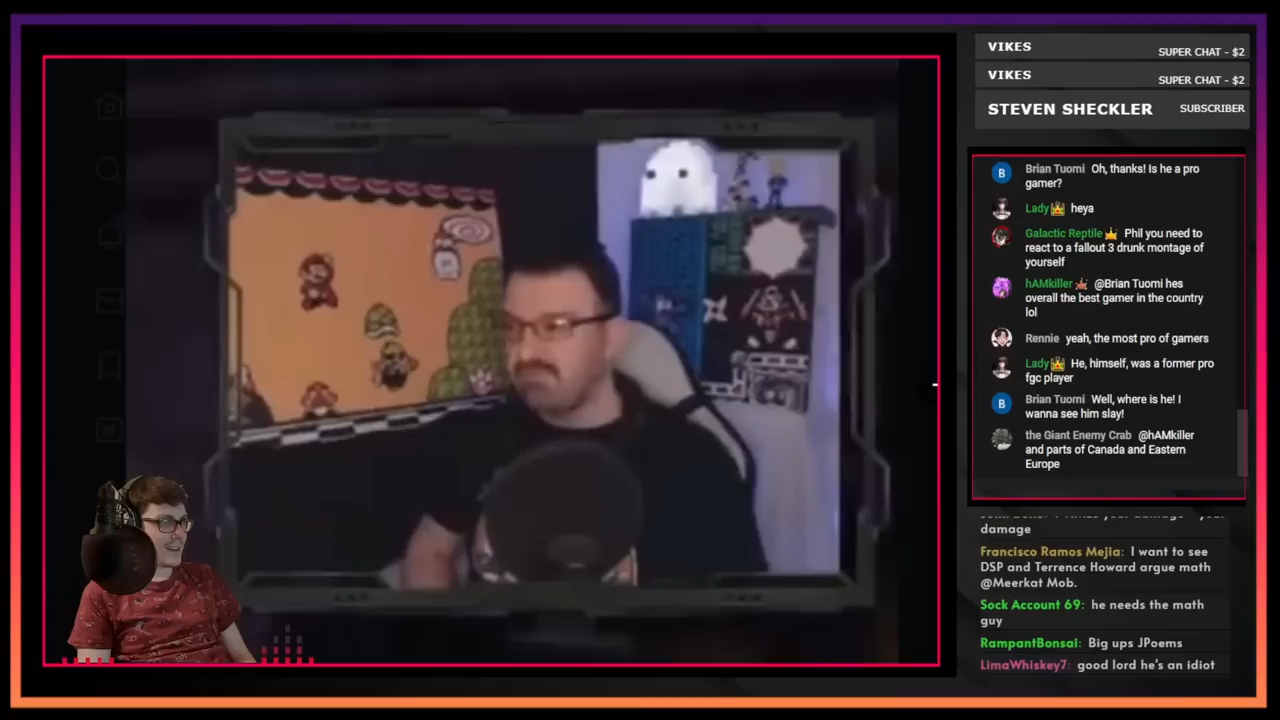 VIKES
SUPER CHAT - $2
VIKES
SUPER CHAT - $2
STEVEN SHECKLER
SUBSCRIBER
B
Brian Tuomi Oh, thanks! Is he a pro
gamer?
Lady heya
Galactic Reptile Phil you need to
react to a fallout 3 drunk montage of
yourself
hAMkiller @Brian Tuomi hes
overall the best gamer in the country
lol
Rennie yeah, the most pro of gamers
Lady He, himself, was a former pro
fgc player
B
Brian Tuomi Well, where is he! I
wanna see him slay!
the Giant Enemy Crab @hAMkiller
and parts of Canada and Eastern
Europe
damage
Francisco Ramos Mejia: I want to see
DSP and Terrence Howard argue math
@Meerkat Mob.
Sock Account 69: he needs the math
guy
RampantBonsai: Big ups JPoems
LimaWhiskey7: good lord he's an idiot